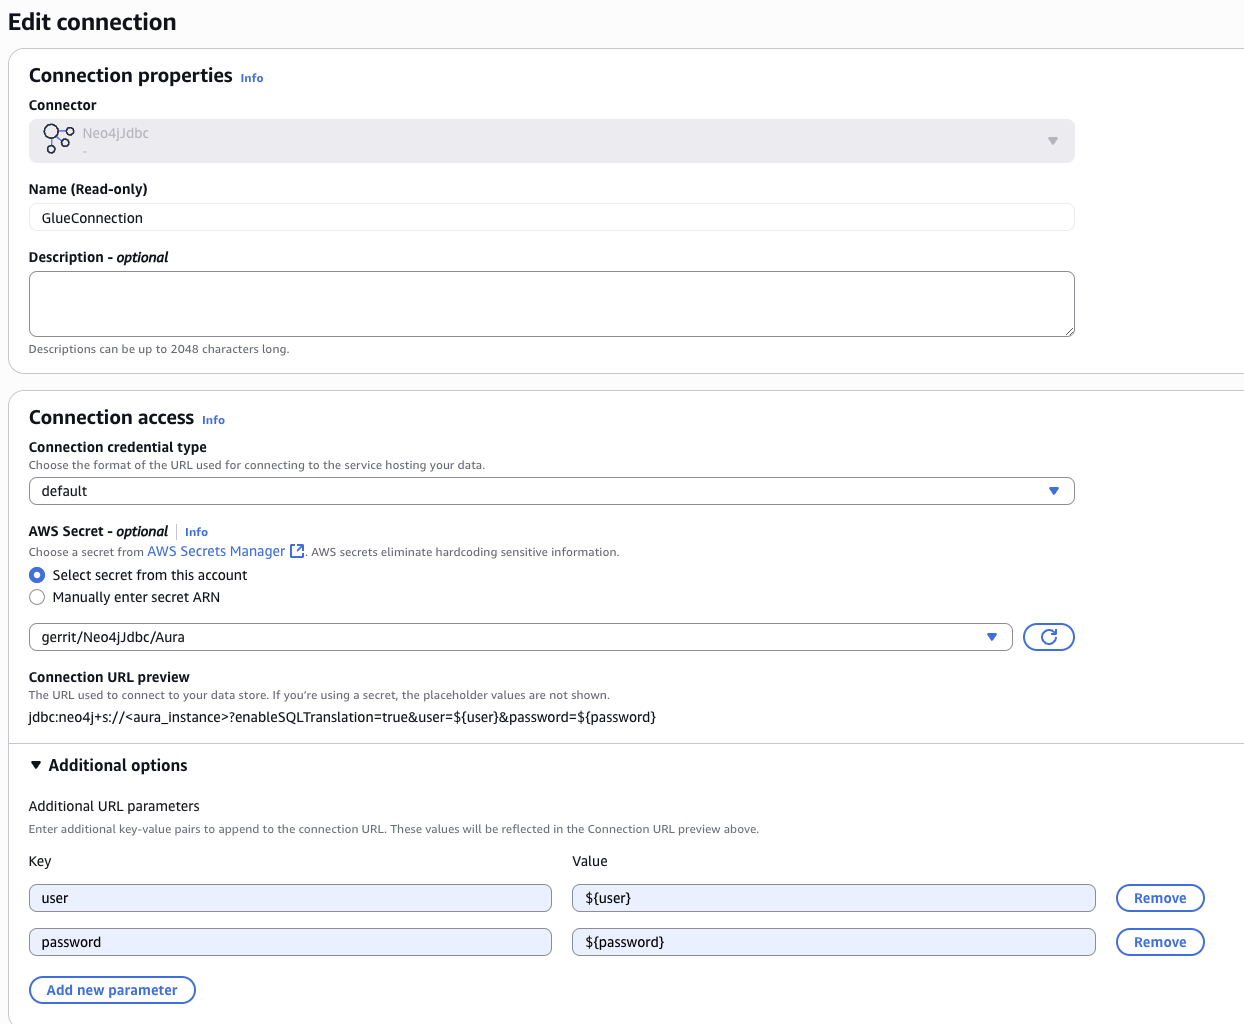 Edit connection
Connection properties Info
Connector
Neo4jJdbc
-
Name (Read-only)
GlueConnection
Description - optional
Descriptions can be up to 2048 characters long.
Connection access Info
Connection credential type
Choose the format of the URL used for connecting to the service hosting your data.
default
AWS Secret - optional Info
Choose a secret from AWS Secrets Manager. AWS secrets eliminate hardcoding sensitive information.
Select secret from this account
Manually enter secret ARN
gerrit/Neo4jJdbc/Aura
Connection URL preview
The URL used to connect to your data store. If you’re using a secret, the placeholder values are not shown.
jdbc:neo4j+s://<aura_instance>?enableSQLTranslation=true&user=${user}&password=${password}
Additional options
Additional URL parameters
Enter additional key-value pairs to append to the connection URL. These values will be reflected in the Connection URL preview above.
Key Value
user ${user} Remove
password ${password} Remove
Add new parameter